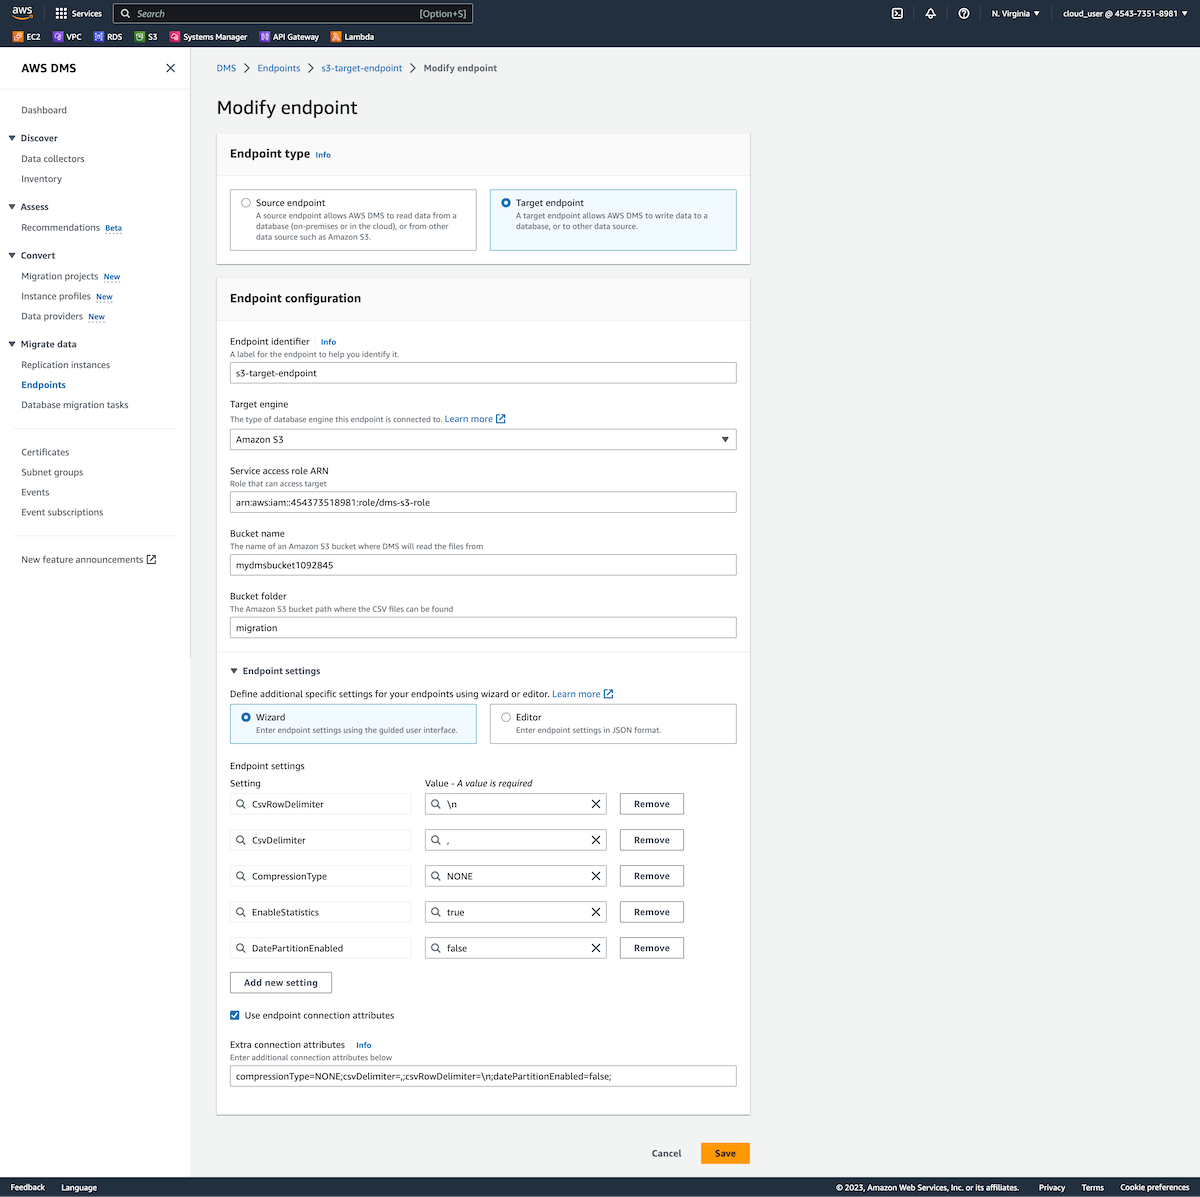 aws
Services
Search
[Option+S]
N. Virginia
cloud_user @ 4543-7351-8981
EC2
VPC
RDS
S3
Systems Manager
API Gateway
Lambda
AWS DMS
Dashboard
Discover
Data collectors
Inventory
Assess
Recommendations Beta
Convert
Migration projects New
Instance profiles New
Data providers New
Migrate data
Replication instances
Endpoints
Database migration tasks
Certificates
Subnet groups
Events
Event subscriptions
New feature announcements
DMS
Endpoints
s3-target-endpoint
Modify endpoint
Modify endpoint
Endpoint type Info
Source endpoint
A source endpoint allows AWS DMS to read data from a
database (on-premises or in the cloud), or from other
data source such as Amazon S3.
Target endpoint
A target endpoint allows AWS DMS to write data to a
database, or to other data source.
Endpoint configuration
Endpoint identifier Info
A label for the endpoint to help you identify it.
s3-target-endpoint
Target engine
The type of database engine this endpoint is connected to. Learn more
Amazon S3
Service access role ARN
Role that can access target
arn:aws:iam::454373518981:role/dms-s3-role
Bucket name
The name of an Amazon S3 bucket where DMS will read the files from
mydmsbucket1092845
Bucket folder
The Amazon S3 bucket path where the CSV files can be found
migration
Endpoint settings
Define additional specific settings for your endpoints using wizard or editor. Learn more
Wizard
Enter endpoint settings using the guided user interface.
Editor
Enter endpoint settings in JSON format.
Endpoint settings
Setting
Value - A value is required
CsvRowDelimiter
\n
Remove
CsvDelimiter
,
Remove
CompressionType
NONE
Remove
EnableStatistics
true
Remove
DatePartitionEnabled
false
Remove
Add new setting
Use endpoint connection attributes
Extra connection attributes Info
Enter additional connection attributes below
compressionType=NONE;csvDelimiter=,;csvRowDelimiter=\n;datePartitionEnabled=false;
Cancel
Save
Feedback
Language
© 2023, Amazon Web Services, Inc. or its affiliates.
Privacy
Terms
Cookie preferences